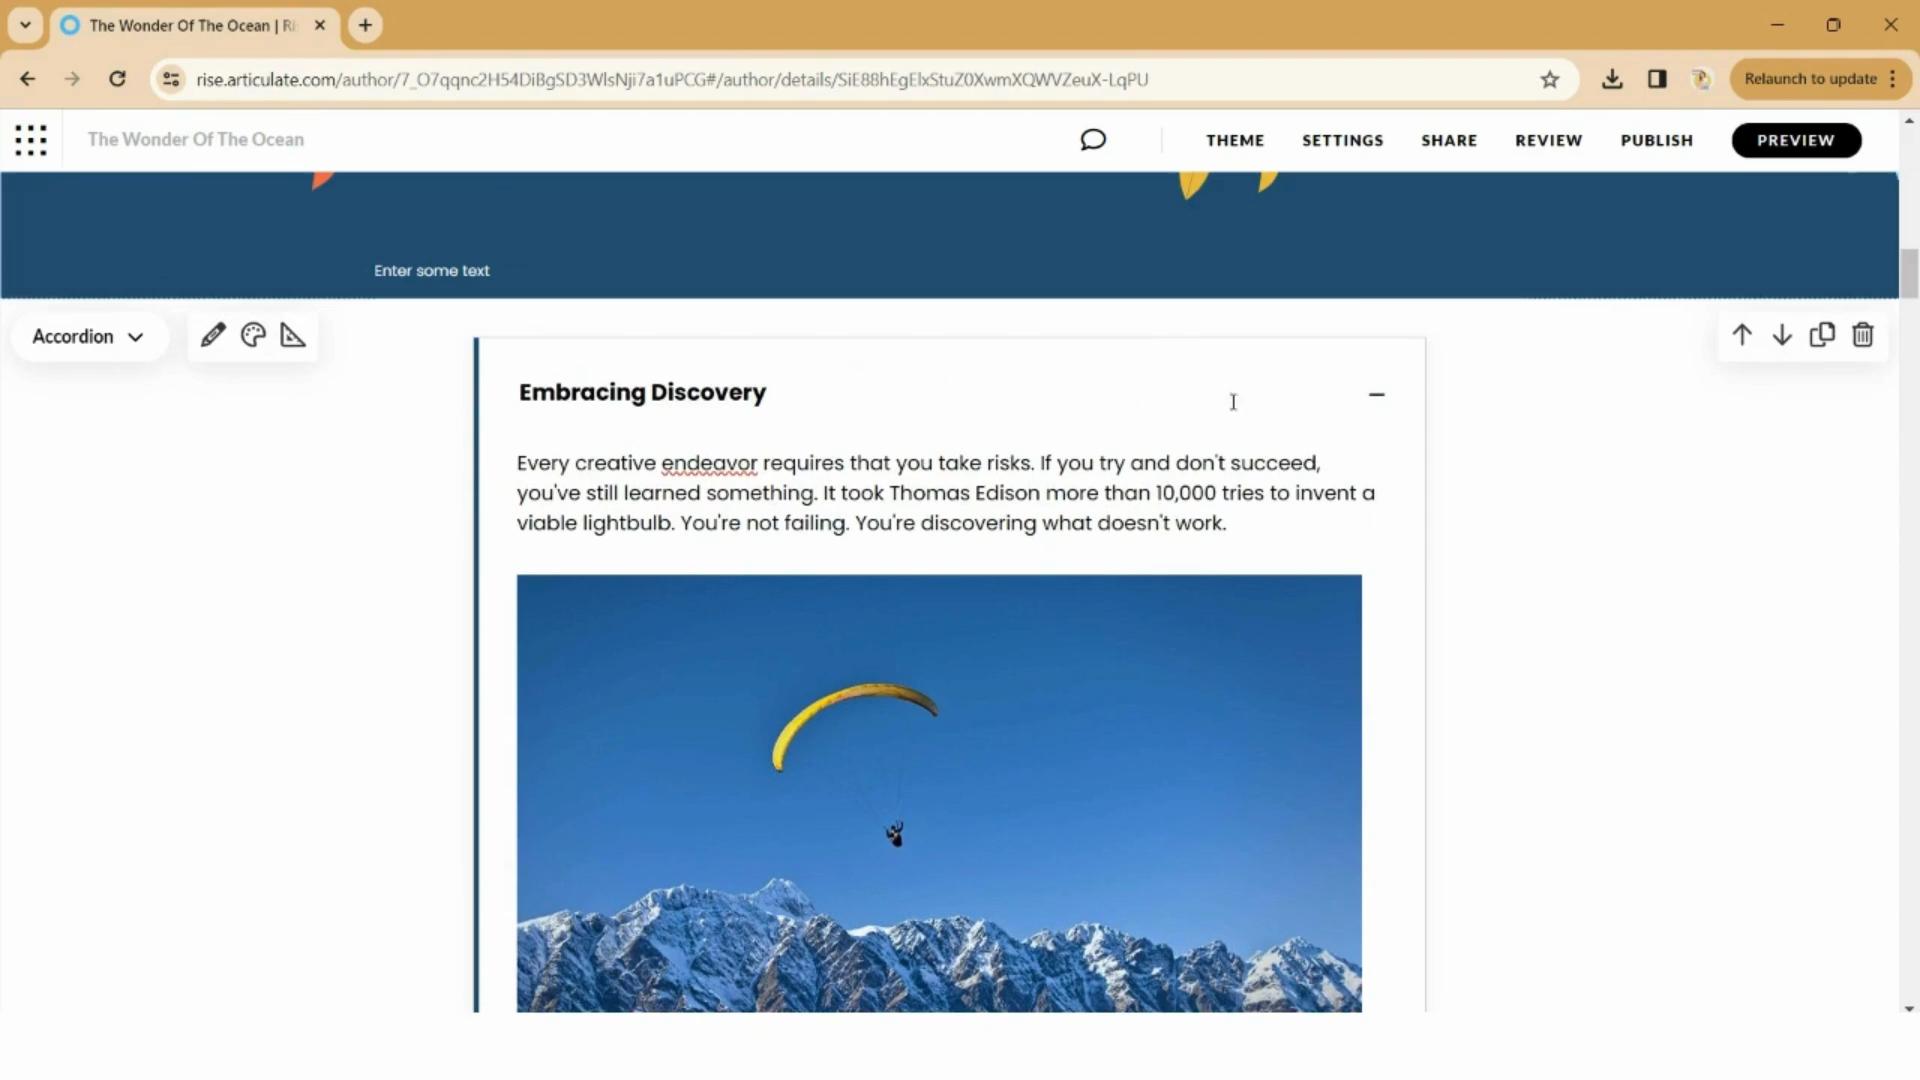 The Wonder Of The Ocean | Ri
rise.articulate.com/author/7_O7qqnc2H54DiBgSD3WlsNji7a1uPCG#/author/details/SiE88hEgElxStuZ0XwmXQWVZeuX-LqPU
Relaunch to update
The Wonder Of The Ocean
THEME
SETTINGS
SHARE
REVIEW
PUBLISH
PREVIEW
Enter some text
Accordion
Embracing Discovery
Every creative endeavor requires that you take risks. If you try and don't succeed,
you've still learned something. It took Thomas Edison more than 10,000 tries to invent a
viable lightbulb. You're not failing. You're discovering what doesn't work.